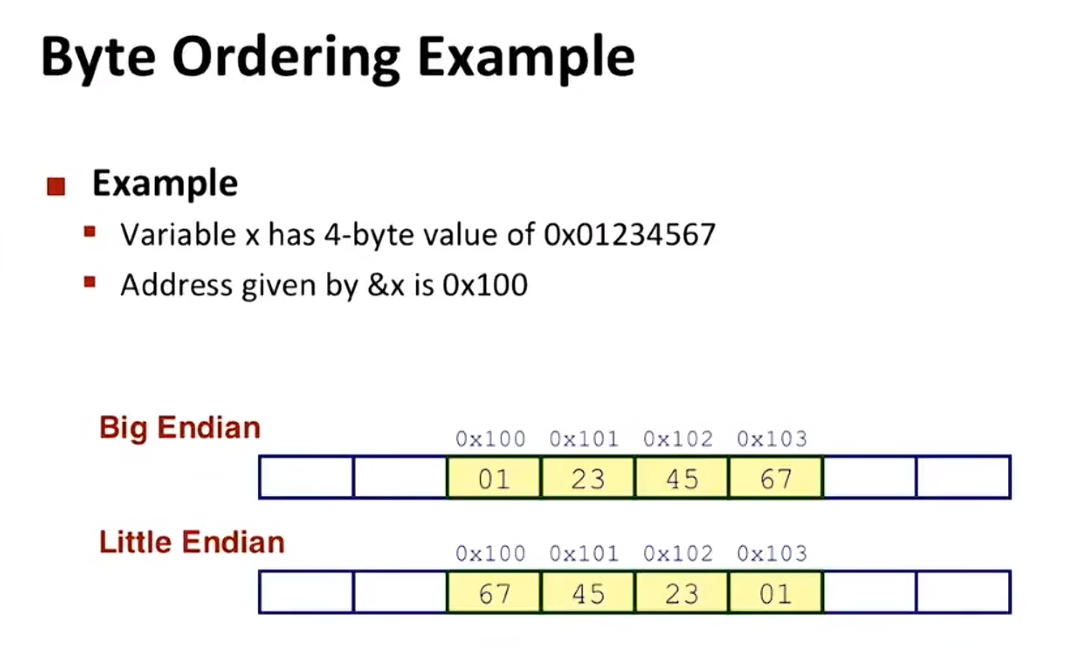 Byte Ordering Example
Example
Variable x has 4-byte value of 0x01234567
Address given by &x is 0x100
Big Endian
0x100 0x101 0x102 0x103
01 23 45 67
Little Endian
0x100 0x101 0x102 0x103
67 45 23 01